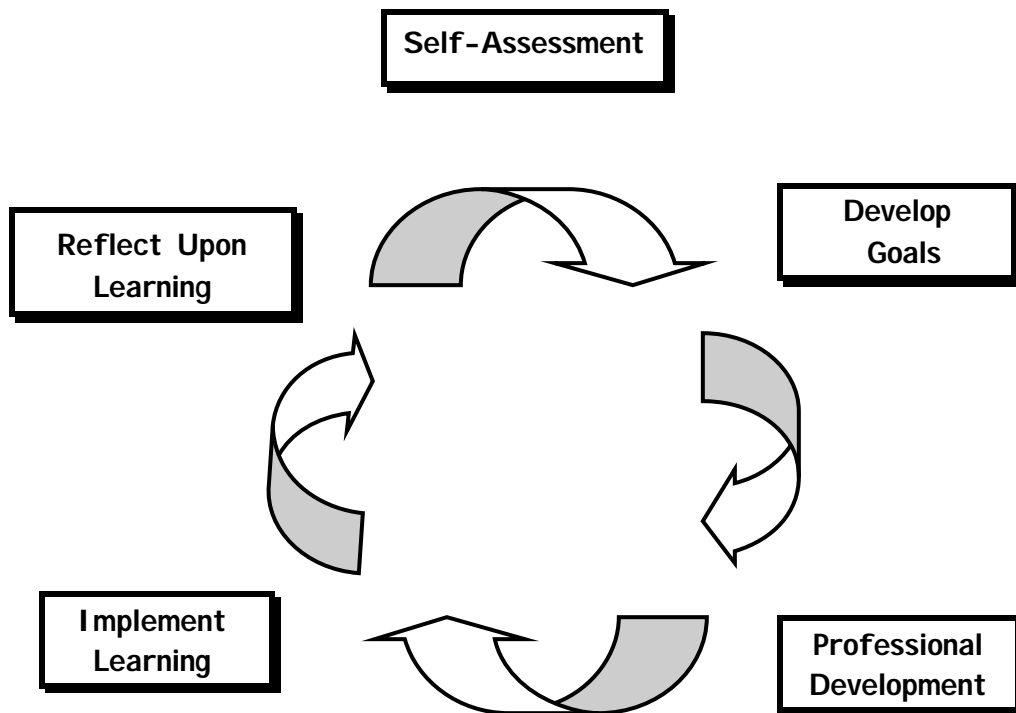 Self-Assessment
Develop
Goals
Professional
Development
Implement
Learning
Reflect Upon
Learning